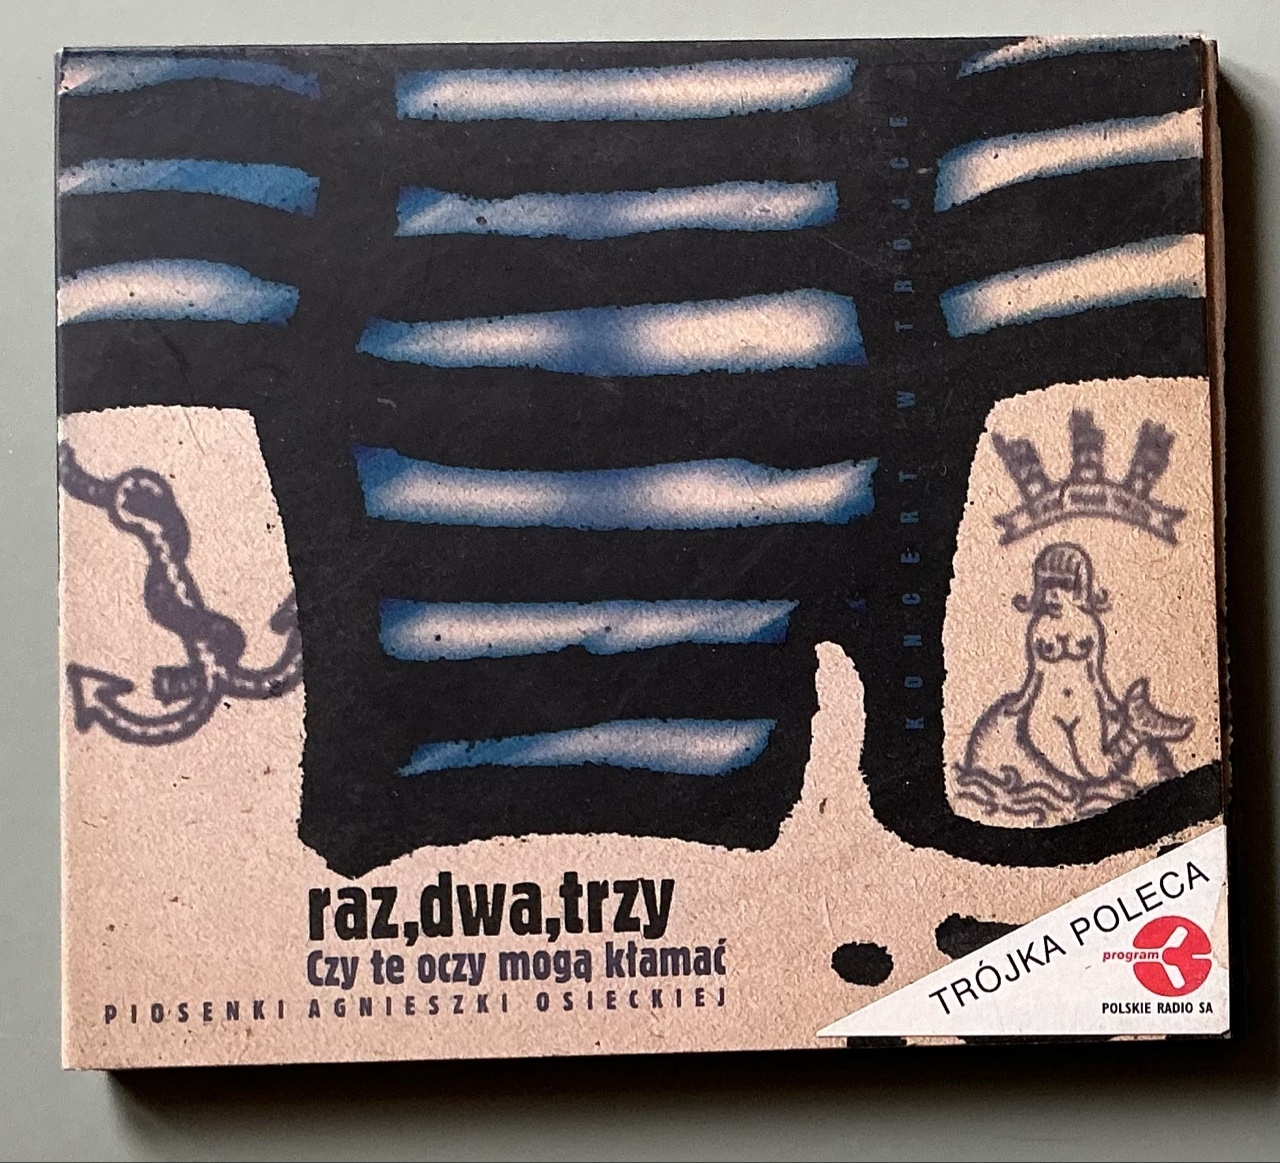 KONCERT W TRÓJCE
raz,dwa,trzy
Czy te oczy mogą kłamać
PIOSENKI AGNIESZKI OSIECKIEJ
TRÓJKA POLECA
program
POLSKIE RADIO SA